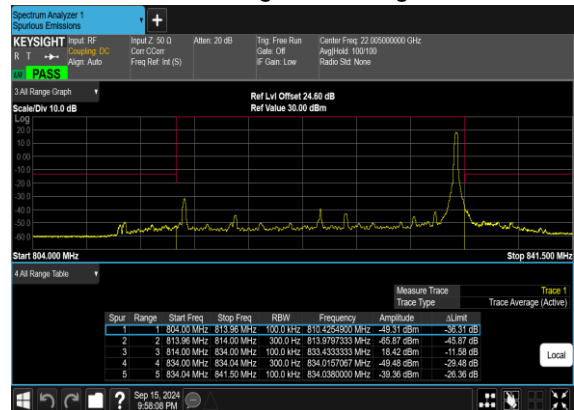 Spectrum Analyzer 1
Spurious Emissions
KEYSIGHT Input: RF Input Z: 50 Ω Atten: 20 dB Trig: Free Run Center Freq: 22.005000000 GHz
R T Coupling: DC Corr CCorr Gate: Off Avg|Hold: 100/100
Align: Auto Freq Ref: Int (S) IF Gain: Low Radio Std: None
PASS
3 All Range Graph
Ref Lvl Offset 24.60 dB
Scale/Div 10.0 dB Ref Value 30.00 dBm
Log
20.0
10.0
0.00
-10.0
-20.0
-30.0
-40.0
-50.0
-60.0
Start 804.000 MHz Stop 841.500 MHz
4 All Range Table
Measure Trace Trace 1
Trace Type Trace Average (Active)
Spur Range Start Freq Stop Freq RBW Frequency Amplitude ΔLimit
1 1 804.00 MHz 813.96 MHz 100.0 kHz 810.4254900 MHz -49.31 dBm -36.31 dB
2 2 813.96 MHz 814.00 MHz 300.0 Hz 813.9797333 MHz -65.87 dBm -45.87 dB
3 3 814.00 MHz 834.00 MHz 100.0 kHz 833.4333333 MHz 18.42 dBm -11.58 dB
4 4 834.00 MHz 834.04 MHz 300.0 Hz 834.0157067 MHz -49.48 dBm -29.48 dB
5 5 834.04 MHz 841.50 MHz 100.0 kHz 834.0380000 MHz -39.36 dBm -26.36 dB
Local
Sep 15, 2024
9:58:08 PM